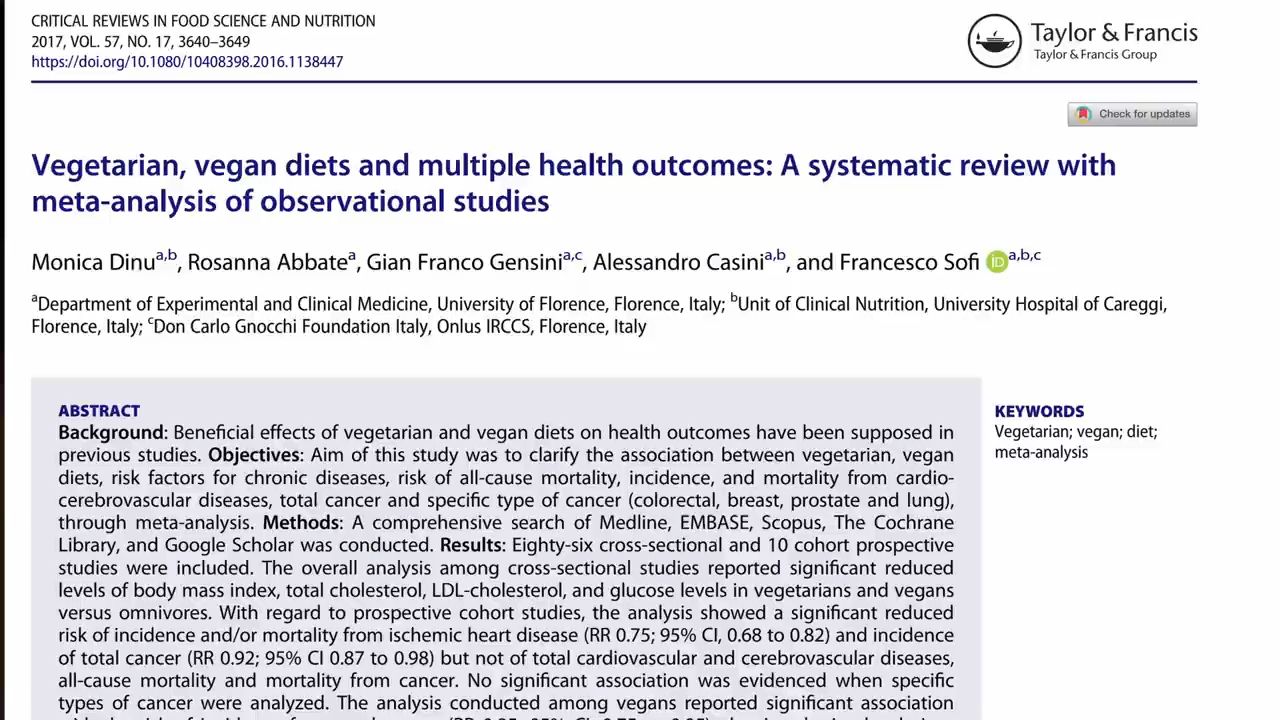 CRITICAL REVIEWS IN FOOD SCIENCE AND NUTRITION
2017, VOL. 57, NO. 17, 3640–3649
https://doi.org/10.1080/10408398.2016.1138447
Taylor & Francis
Taylor & Francis Group
Check for updates
Vegetarian, vegan diets and multiple health outcomes: A systematic review with
meta-analysis of observational studies
Monica Dinua,b, Rosanna Abbatea, Gian Franco Gensinia,c, Alessandro Casinia,b, and Francesco Sofi iD a,b,c
aDepartment of Experimental and Clinical Medicine, University of Florence, Florence, Italy; bUnit of Clinical Nutrition, University Hospital of Careggi,
Florence, Italy; cDon Carlo Gnocchi Foundation Italy, Onlus IRCCS, Florence, Italy
ABSTRACT
Background: Beneficial effects of vegetarian and vegan diets on health outcomes have been supposed in
previous studies. Objectives: Aim of this study was to clarify the association between vegetarian, vegan
diets, risk factors for chronic diseases, risk of all-cause mortality, incidence, and mortality from cardio-
cerebrovascular diseases, total cancer and specific type of cancer (colorectal, breast, prostate and lung),
through meta-analysis. Methods: A comprehensive search of Medline, EMBASE, Scopus, The Cochrane
Library, and Google Scholar was conducted. Results: Eighty-six cross-sectional and 10 cohort prospective
studies were included. The overall analysis among cross-sectional studies reported significant reduced
levels of body mass index, total cholesterol, LDL-cholesterol, and glucose levels in vegetarians and vegans
versus omnivores. With regard to prospective cohort studies, the analysis showed a significant reduced
risk of incidence and/or mortality from ischemic heart disease (RR 0.75; 95% CI, 0.68 to 0.82) and incidence
of total cancer (RR 0.92; 95% CI 0.87 to 0.98) but not of total cardiovascular and cerebrovascular diseases,
all-cause mortality and mortality from cancer. No significant association was evidenced when specific
types of cancer were analyzed. The analysis conducted among vegans reported significant association
KEYWORDS
Vegetarian; vegan; diet;
meta-analysis